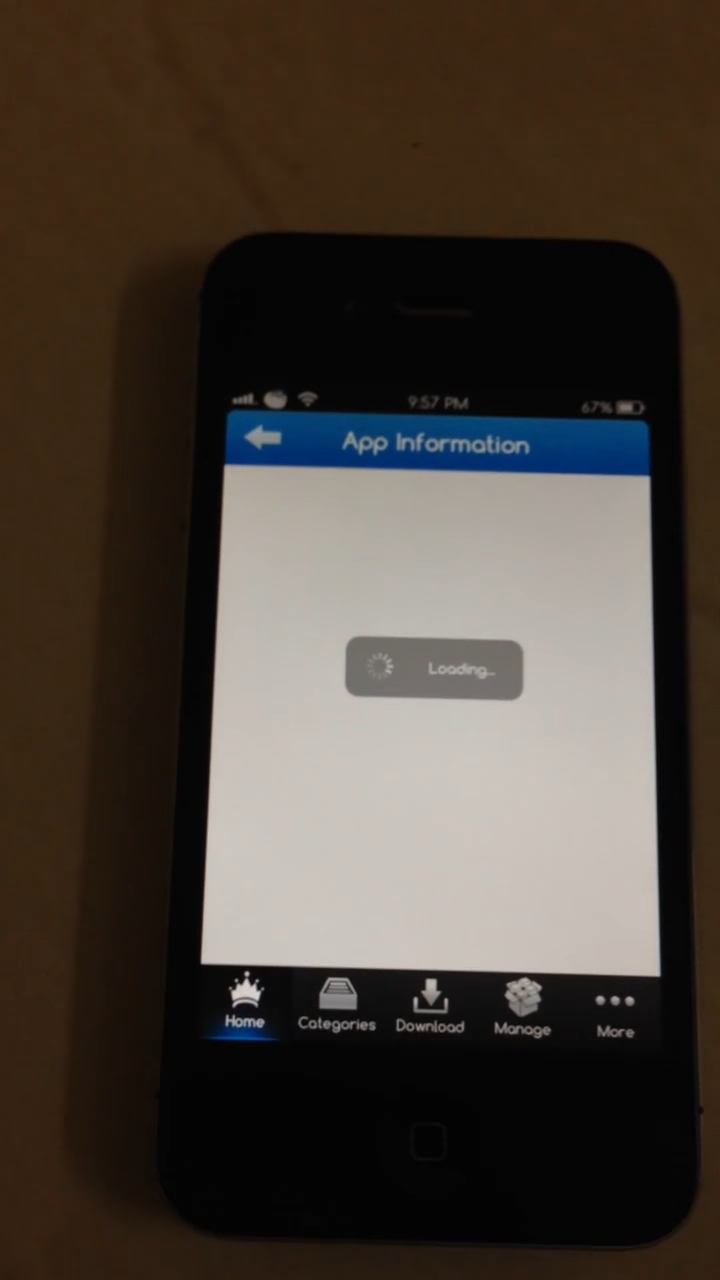 9:57 PM 67%
App Information
Loading...
Home Categories Download Manage More